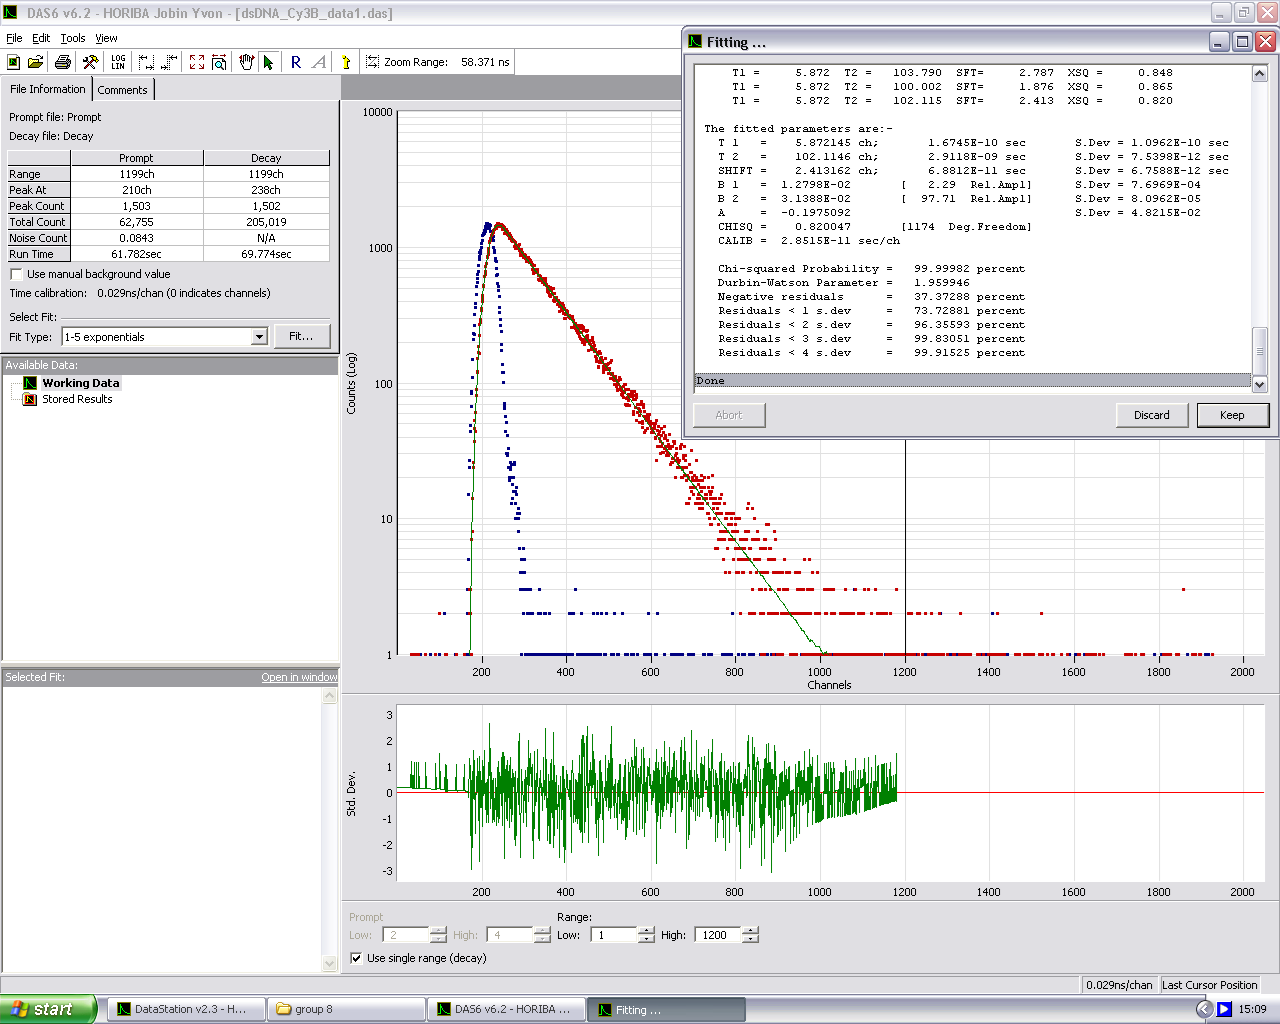 DAS6 v6.2 - HORIBA Jobin Yvon - [dsDNA_Cy3B_data1.das]
File Edit Tools View
LOG LIN R A Zoom Range: 58.371 ns
File Information Comments
Prompt file: Prompt
Decay file: Decay
Prompt Decay
Range 1199ch 1199ch
Peak At 210ch 238ch
Peak Count 1,503 1,502
Total Count 62,755 205,019
Noise Count 0.0843 N/A
Run Time 61.782sec 69.774sec
Use manual background value
Time calibration: 0.029ns/chan (0 indicates channels)
Select Fit:
Fit Type: 1-5 exponentials Fit...
Available Data:
Working Data
Stored Results
Selected Fit: Open in window
10000
1000
100
10
1
Counts (Log)
200 400 600 800 1000 1200 1400 1600 1800 2000
Channels
3
2
1
0
-1
-2
-3
Std. Dev.
200 400 600 800 1000 1200 1400 1600 1800 2000
Prompt Range:
Low: 2 High: 4 Low: 1 High: 1200
Use single range (decay)
Fitting ...
T1 = 5.872 T2 = 103.790 SFT= 2.787 XSQ = 0.848
T1 = 5.872 T2 = 100.002 SFT= 1.876 XSQ = 0.865
T1 = 5.872 T2 = 102.115 SFT= 2.413 XSQ = 0.820
The fitted parameters are:-
T 1 = 5.872145 ch; 1.6745E-10 sec S.Dev = 1.0962E-10 sec
T 2 = 102.1146 ch; 2.9118E-09 sec S.Dev = 7.5398E-12 sec
SHIFT = 2.413162 ch; 6.8812E-11 sec S.Dev = 6.7588E-12 sec
B 1 = 1.2798E-02 [ 2.29 Rel.Ampl] S.Dev = 7.6969E-04
B 2 = 3.1388E-02 [ 97.71 Rel.Ampl] S.Dev = 8.0962E-05
A = -0.1975092 S.Dev = 4.8215E-02
CHISQ = 0.820047 [1174 Deg.Freedom]
CALIB = 2.8515E-11 sec/ch
Chi-squared Probability = 99.99982 percent
Durbin-Watson Parameter = 1.959946
Negative residuals = 37.37288 percent
Residuals < 1 s.dev = 73.72881 percent
Residuals < 2 s.dev = 96.35593 percent
Residuals < 3 s.dev = 99.83051 percent
Residuals < 4 s.dev = 99.91525 percent
Done
Abort Discard Keep
0.029ns/chan Last Cursor Position
start DataStation v2.3 - H... group 8 DAS6 v6.2 - HORIBA ... Fitting ... 15:09